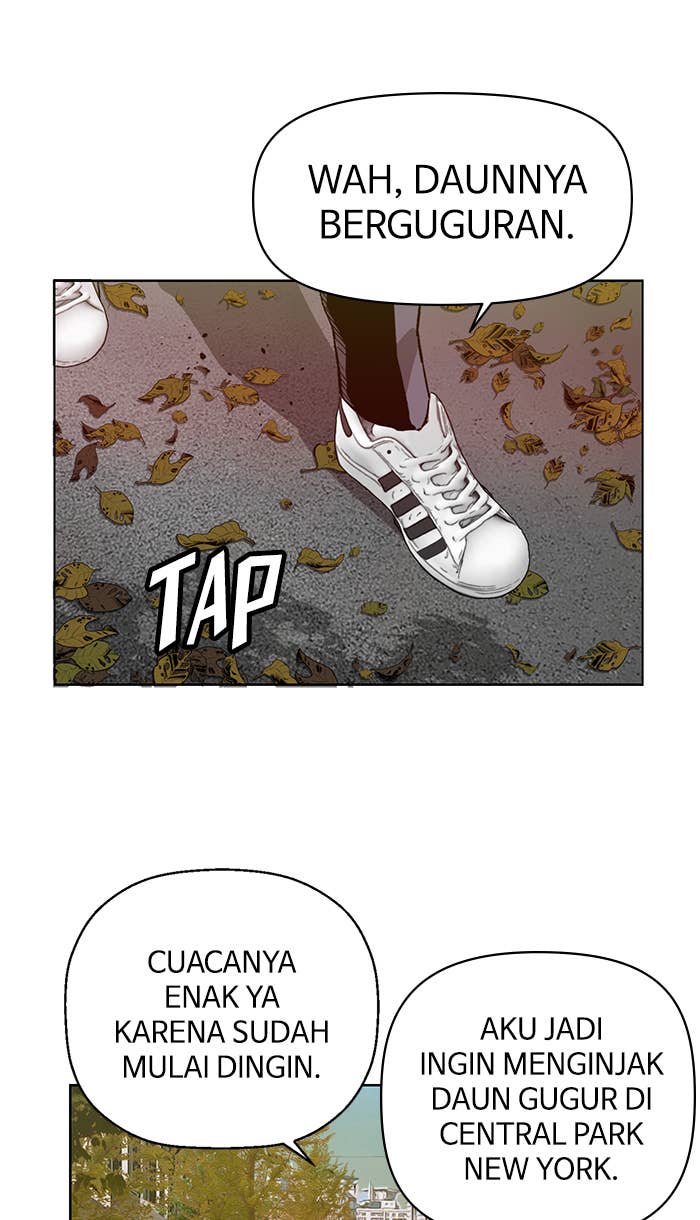 WAH, DAUNNYA
BERGUGURAN.
TAP
CUACANYA
ENAK YA
KARENA SUDAH
MULAI DINGIN.
AKU JADI
INGIN MENGINJAK
DAUN GUGUR DI
CENTRAL PARK
NEW YORK.